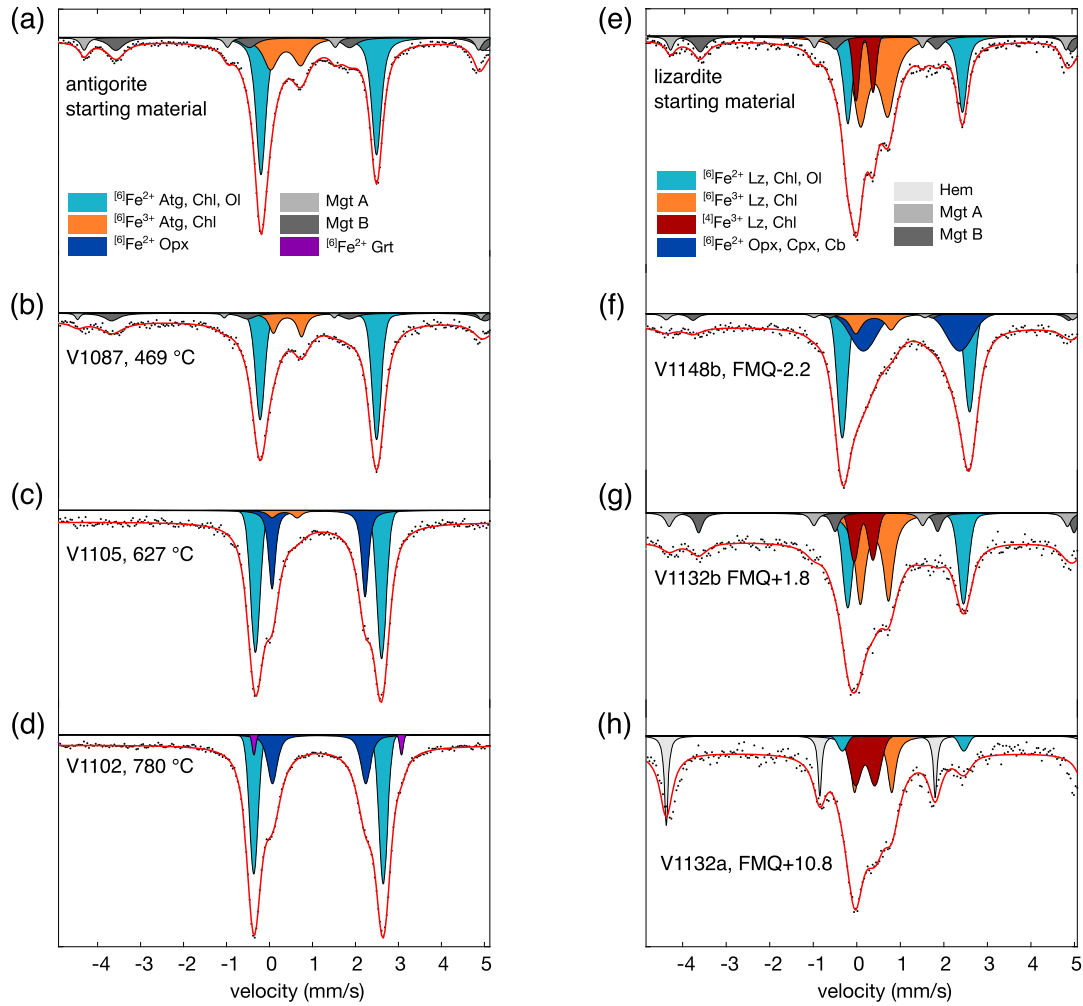 (a)
antigorite
starting material
[6]Fe2+ Atg, Chl, Ol
[6]Fe3+ Atg, Chl
[6]Fe2+ Opx
Mgt A
Mgt B
[6]Fe2+ Grt
(b)
V1087, 469 °C
(c)
V1105, 627 °C
(d)
V1102, 780 °C
-4 -3 -2 -1 0 1 2 3 4 5
velocity (mm/s)
(e)
lizardite
starting material
[6]Fe2+ Lz, Chl, Ol
[6]Fe3+ Lz, Chl
[4]Fe3+ Lz, Chl
[6]Fe2+ Opx, Cpx, Cb
Hem
Mgt A
Mgt B
(f)
V1148b, FMQ-2.2
(g)
V1132b FMQ+1.8
(h)
V1132a, FMQ+10.8
-4 -3 -2 -1 0 1 2 3 4 5
velocity (mm/s)